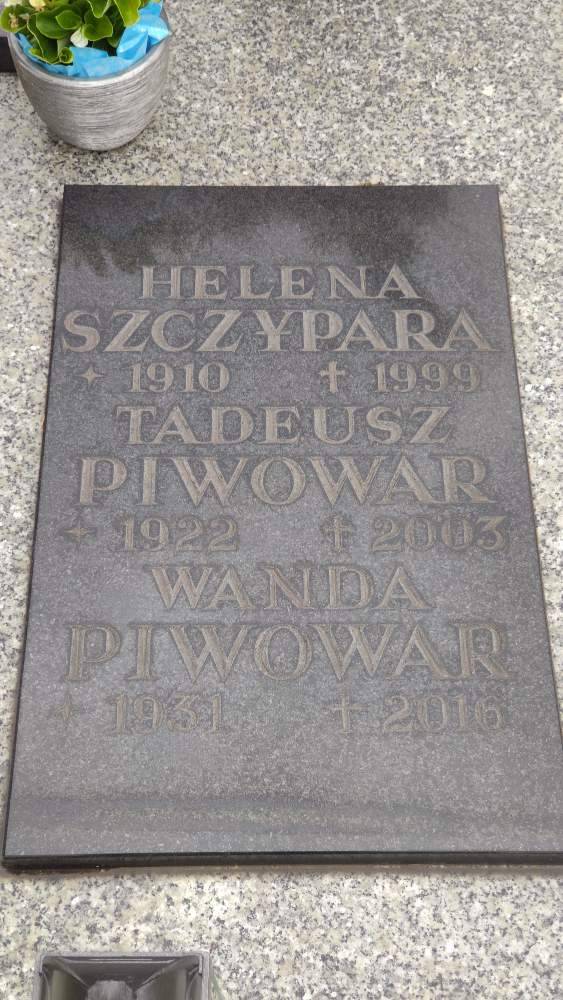 HELENA
SZCZYPARA
✦ 1910 ✝ 1999
TADEUSZ
PIWOWAR
✦ 1922 ✝ 2003
WANDA
PIWOWAR
✦ 1931 ✝ 2016